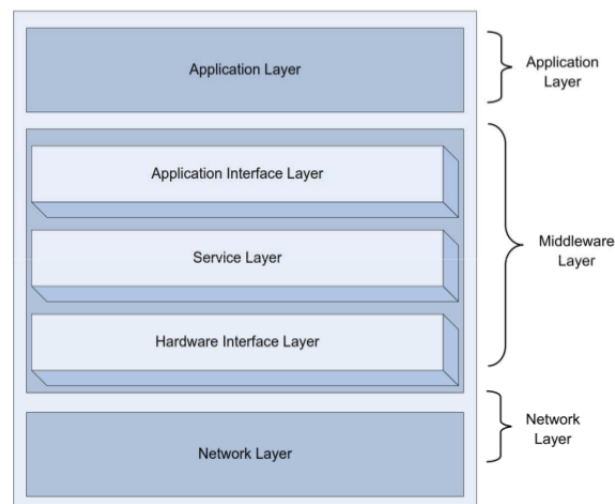 Application Layer
Application
Layer
Application Interface Layer
Service Layer
Middleware
Layer
Hardware Interface Layer
Network
Layer
Network Layer